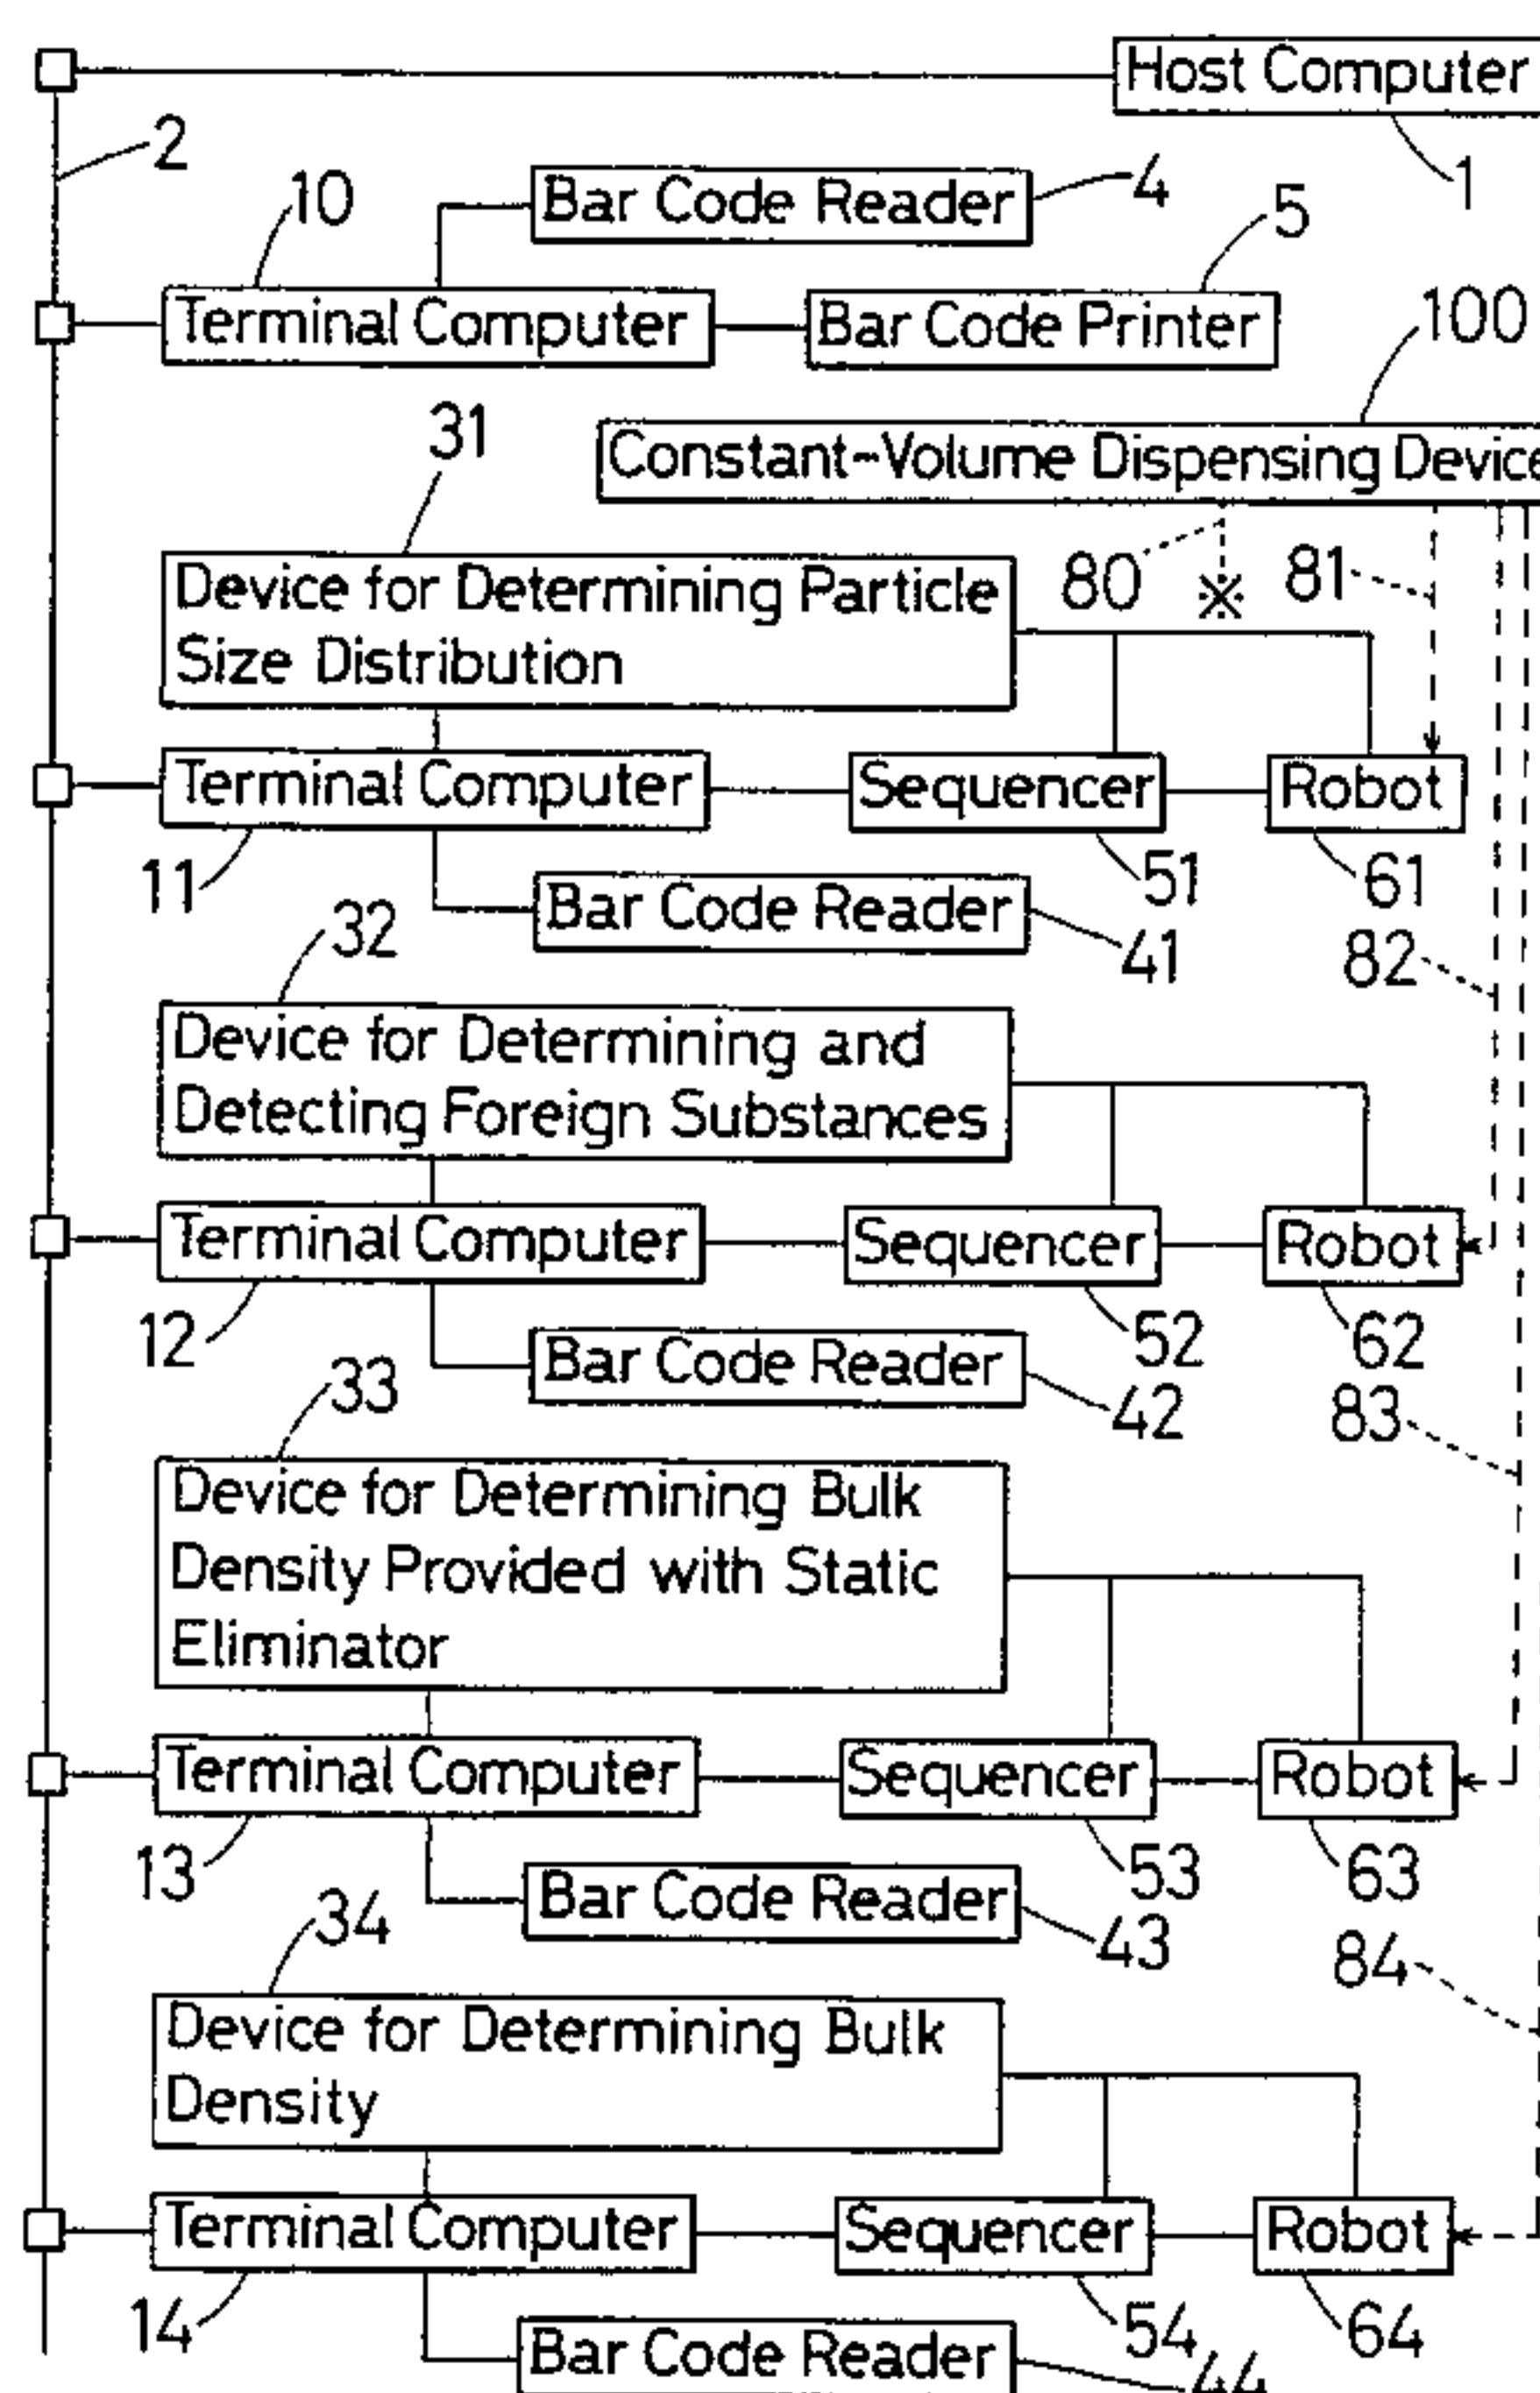 Host Computer
1
2
10
Bar Code Reader
4
5
Terminal Computer
Bar Code Printer
100
31
Constant-Volume Dispensing Device
80
※
81
Device for Determining Particle
Size Distribution
Terminal Computer
Sequencer
Robot
11
51
61
Bar Code Reader
41
32
82
Device for Determining and
Detecting Foreign Substances
Terminal Computer
Sequencer
Robot
12
52
62
Bar Code Reader
42
33
83
Device for Determining Bulk
Density Provided with Static
Eliminator
Terminal Computer
Sequencer
Robot
13
53
63
Bar Code Reader
43
34
84
Device for Determining Bulk
Density
Terminal Computer
Sequencer
Robot
14
54
64
Bar Code Reader
44